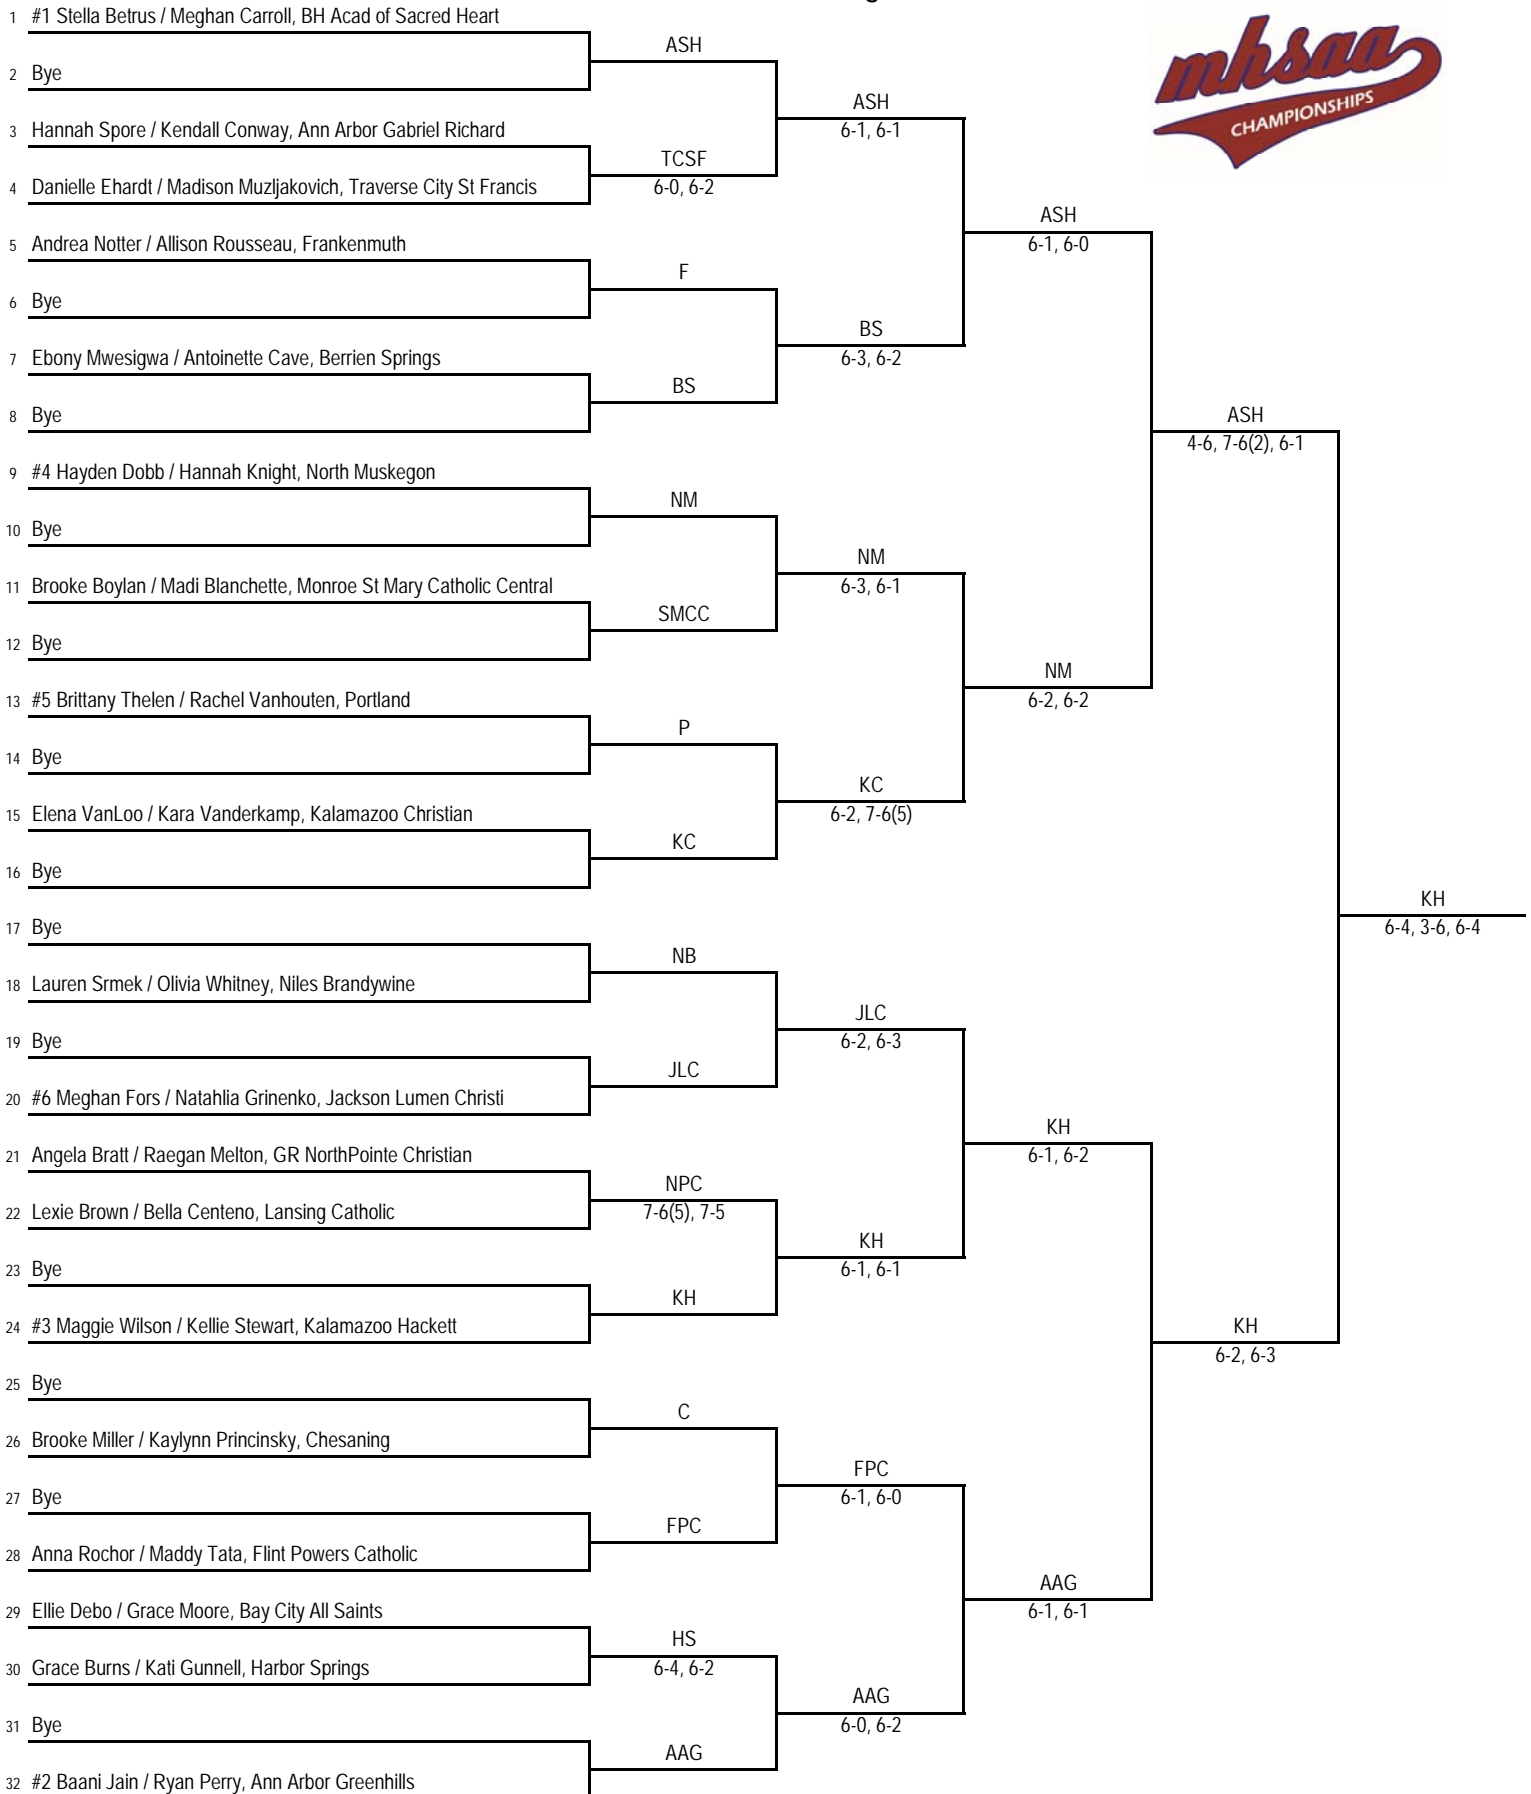 1 #1 Stella Betrus / Meghan Carroll, BH Acad of Sacred Heart
2 Bye
3 Hannah Spore / Kendall Conway, Ann Arbor Gabriel Richard
4 Danielle Ehardt / Madison Muzljakovich, Traverse City St Francis
5 Andrea Notter / Allison Rousseau, Frankenmuth
6 Bye
7 Ebony Mwesigwa / Antoinette Cave, Berrien Springs
8 Bye
9 #4 Hayden Dobb / Hannah Knight, North Muskegon
10 Bye
11 Brooke Boylan / Madi Blanchette, Monroe St Mary Catholic Central
12 Bye
13 #5 Brittany Thelen / Rachel Vanhouten, Portland
14 Bye
15 Elena VanLoo / Kara Vanderkamp, Kalamazoo Christian
16 Bye
17 Bye
18 Lauren Srmek / Olivia Whitney, Niles Brandywine
19 Bye
20 #6 Meghan Fors / Natahlia Grinenko, Jackson Lumen Christi
21 Angela Bratt / Raegan Melton, GR NorthPointe Christian
22 Lexie Brown / Bella Centeno, Lansing Catholic
23 Bye
24 #3 Maggie Wilson / Kellie Stewart, Kalamazoo Hackett
25 Bye
26 Brooke Miller / Kaylynn Princinsky, Chesaning
27 Bye
28 Anna Rochor / Maddy Tata, Flint Powers Catholic
29 Ellie Debo / Grace Moore, Bay City All Saints
30 Grace Burns / Kati Gunnell, Harbor Springs
31 Bye
32 #2 Baani Jain / Ryan Perry, Ann Arbor Greenhills
ASH
TCSF
6-0, 6-2
F
BS
NM
SMCC
P
KC
NB
JLC
NPC
7-6(5), 7-5
KH
C
FPC
HS
6-4, 6-2
AAG
ASH
6-1, 6-1
BS
6-3, 6-2
NM
6-3, 6-1
KC
6-2, 7-6(5)
JLC
6-2, 6-3
KH
6-1, 6-1
FPC
6-1, 6-0
AAG
6-0, 6-2
ASH
6-1, 6-0
NM
6-2, 6-2
KH
6-1, 6-2
AAG
6-1, 6-1
ASH
4-6, 7-6(2), 6-1
KH
6-2, 6-3
KH
6-4, 3-6, 6-4
mhsaa
CHAMPIONSHIPS